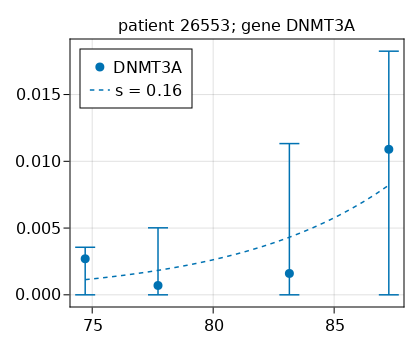 patient 26553; gene DNMT3A
DNMT3A
s = 0.16
0.015
0.010
0.005
0.000
75 80 85